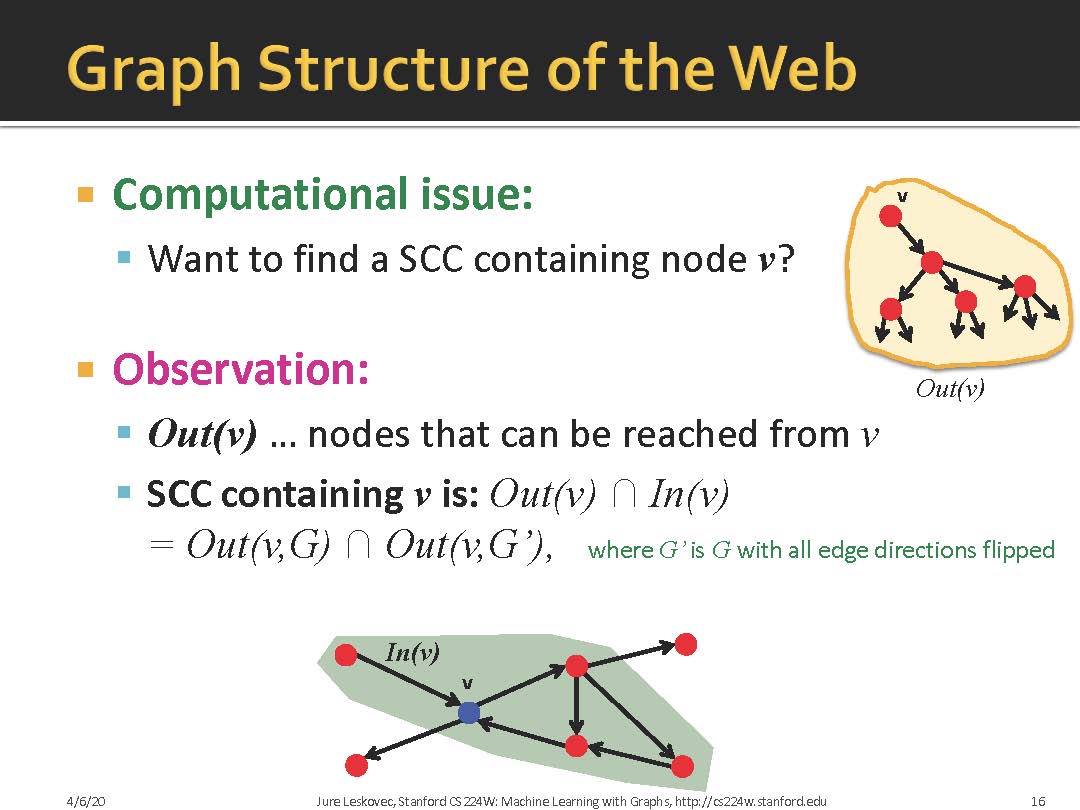 Graph Structure of the Web
Computational issue:
Want to find a SCC containing node v?
v
Out(v)
Observation:
Out(v) … nodes that can be reached from v
SCC containing v is: Out(v) ∩ In(v)
= Out(v,G) ∩ Out(v,G’), where G’ is G with all edge directions flipped
In(v)
v
4/6/20 Jure Leskovec, Stanford CS224W: Machine Learning with Graphs, http://cs224w.stanford.edu 16